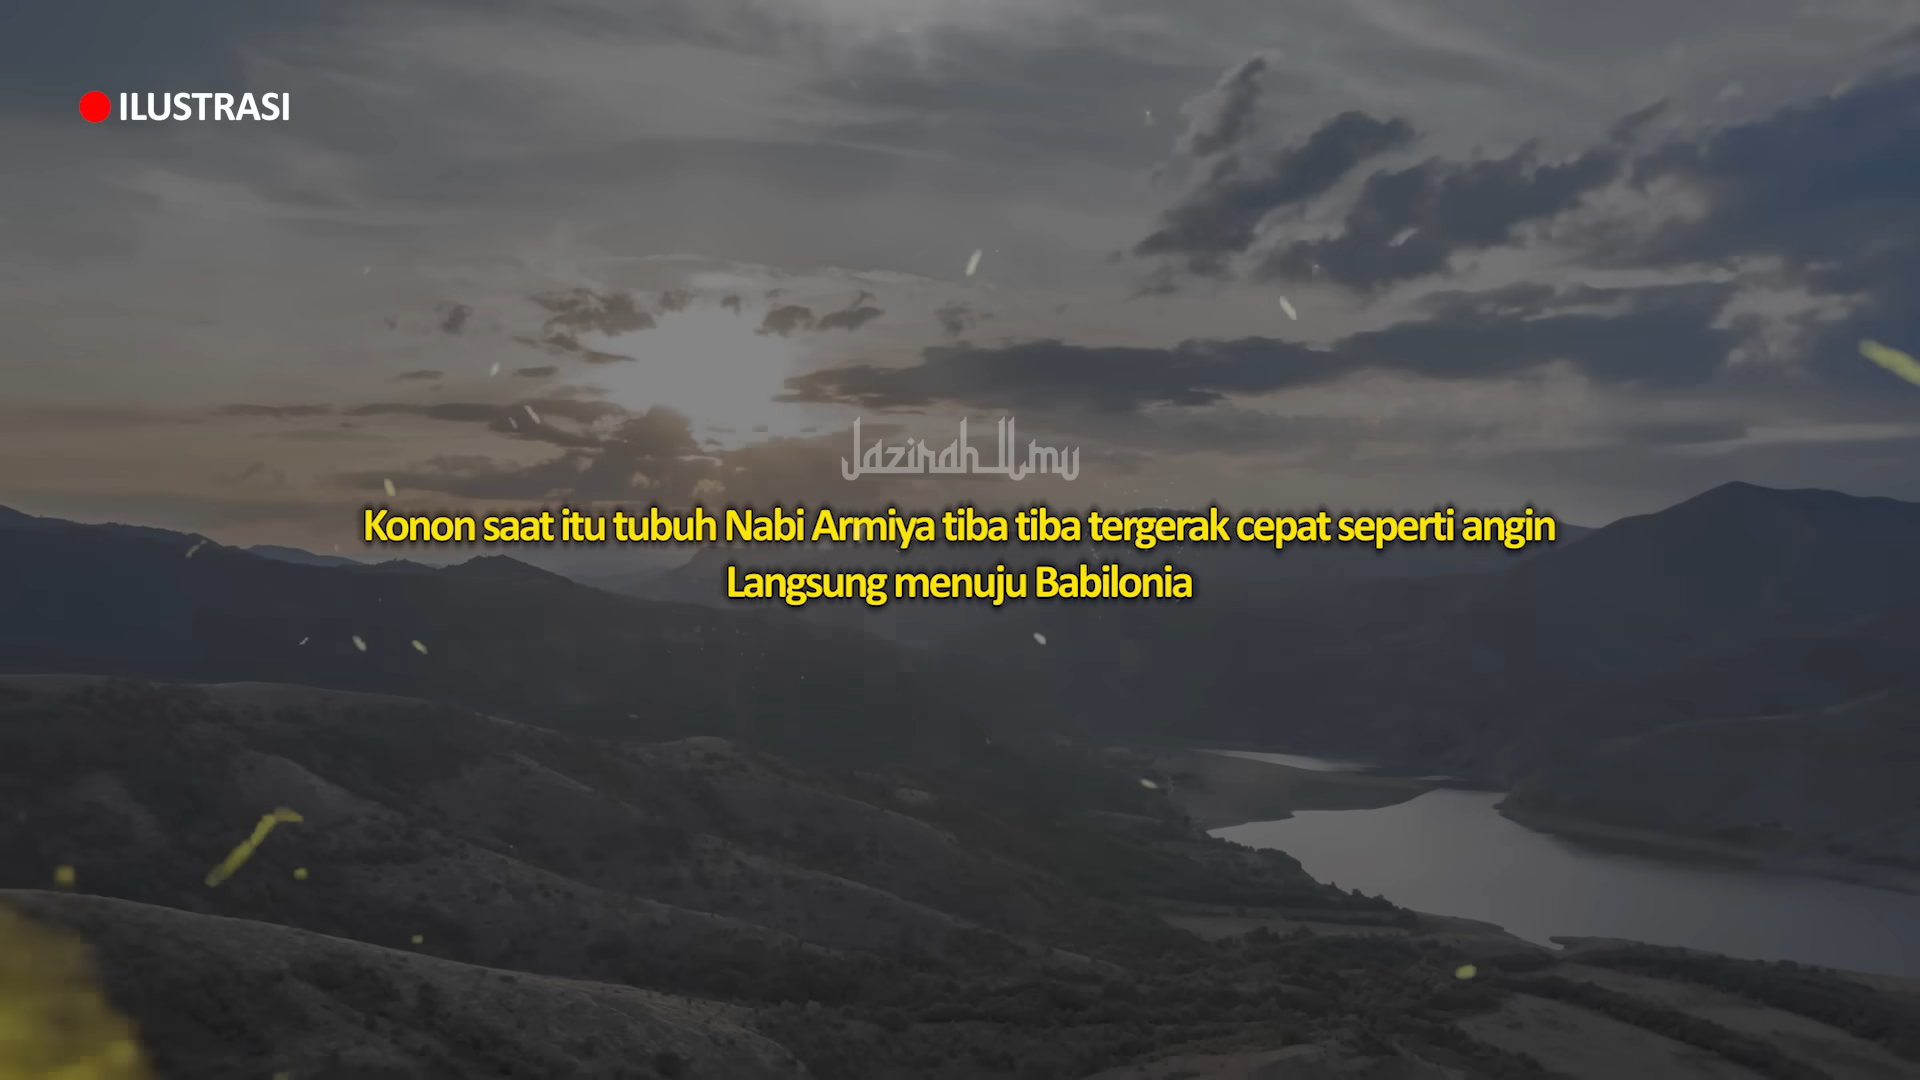 ILUSTRASI
Jazirah Ilmu
Konon saat itu tubuh Nabi Armiya tiba tiba tergerak cepat seperti angin
Langsung menuju Babilonia